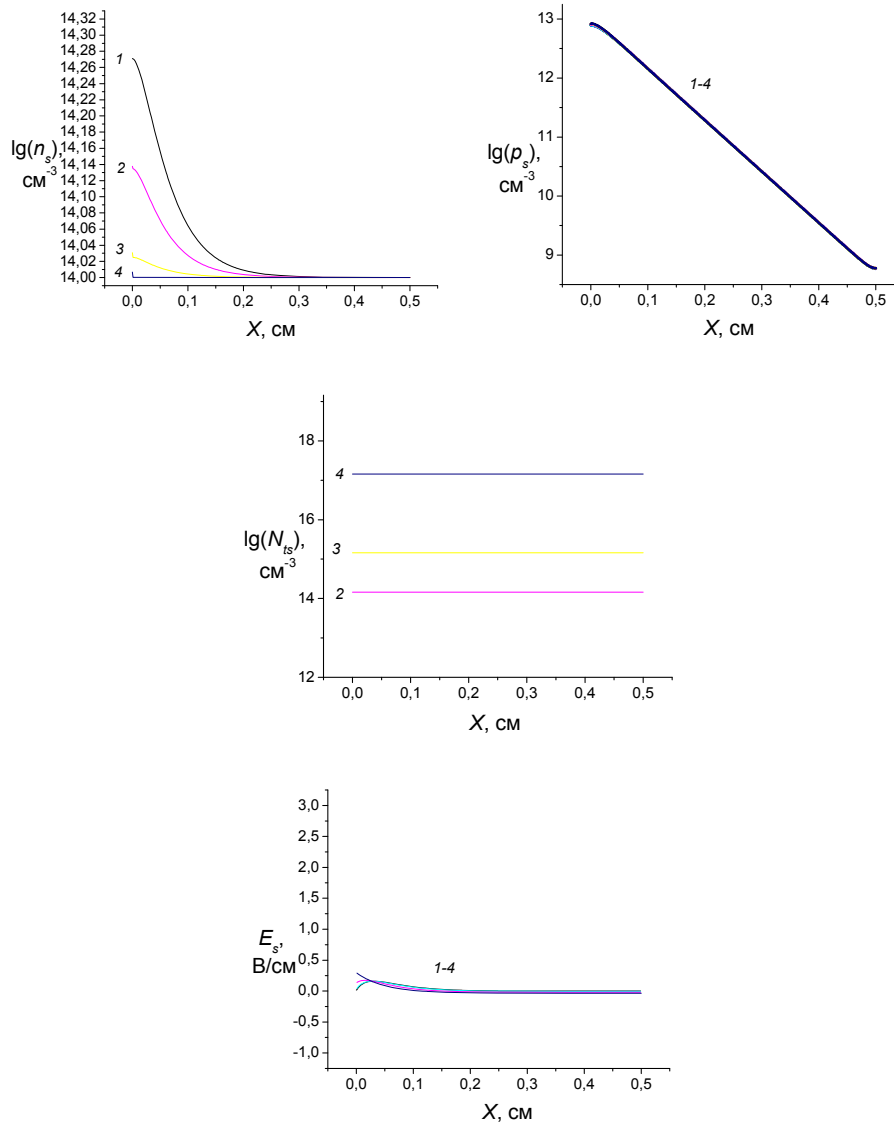 14,32
14,30
14,28
14,26
14,24
14,22
14,20
14,18
14,16
14,14
14,12
14,10
14,08
14,06
14,04
14,02
14,00
lg(n_s),
см^-3
1
2
3
4
0,0 0,1 0,2 0,3 0,4 0,5
X, см
13
12
11
10
9
lg(p_s),
см^-3
1-4
0,0 0,1 0,2 0,3 0,4 0,5
X, см
18
16
14
12
lg(N_ts),
см^-3
4
3
2
0,0 0,1 0,2 0,3 0,4 0,5
X, см
3,0
2,5
2,0
1,5
1,0
0,5
0,0
-0,5
-1,0
E_s,
В/см
1-4
0,0 0,1 0,2 0,3 0,4 0,5
X, см